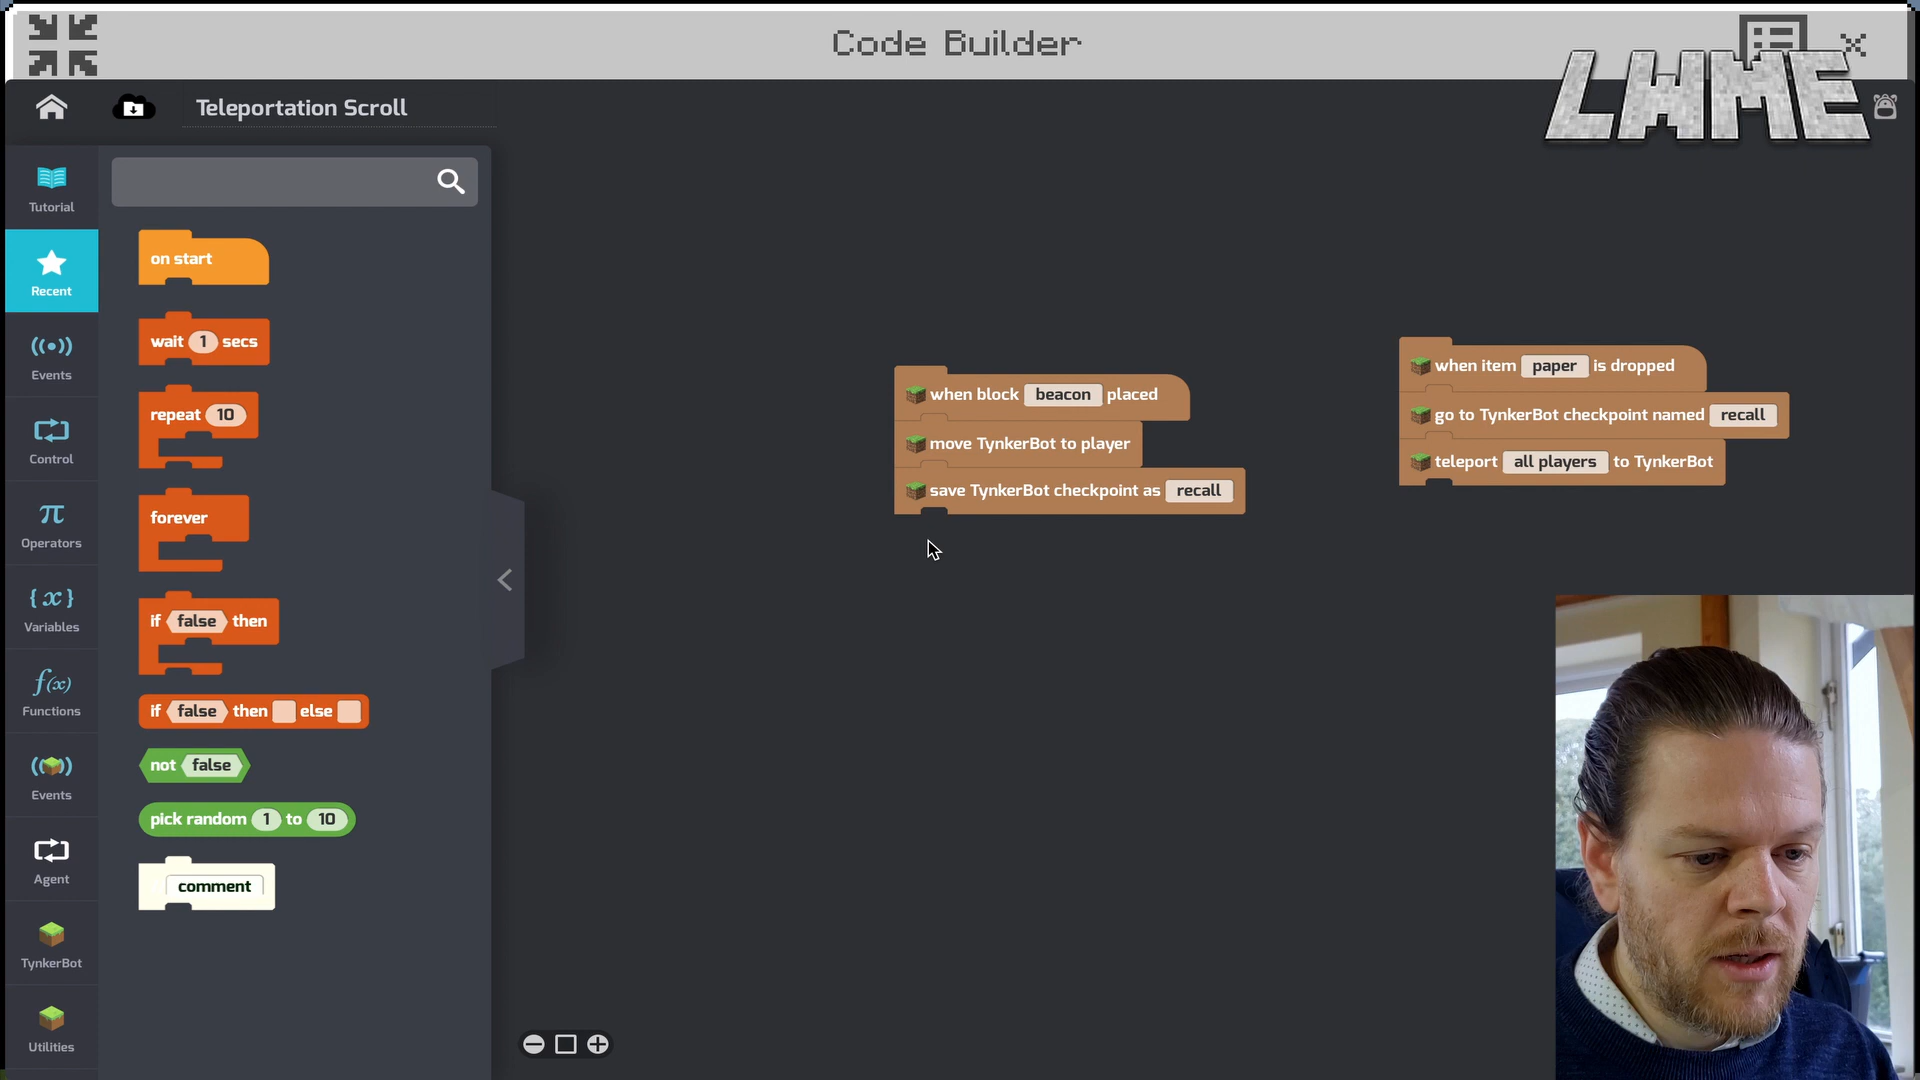 Code Builder
LWME
Teleportation Scroll
Tutorial
Recent
Events
Control
Operators
{x}
Variables
f(x)
Functions
Events
Agent
TynkerBot
Utilities
on start
wait 1 secs
repeat 10
forever
if false then
if false then else
not false
pick random 1 to 10
comment
when block beacon placed
move TynkerBot to player
save TynkerBot checkpoint as recall
when item paper is dropped
go to TynkerBot checkpoint named recall
teleport all players to TynkerBot